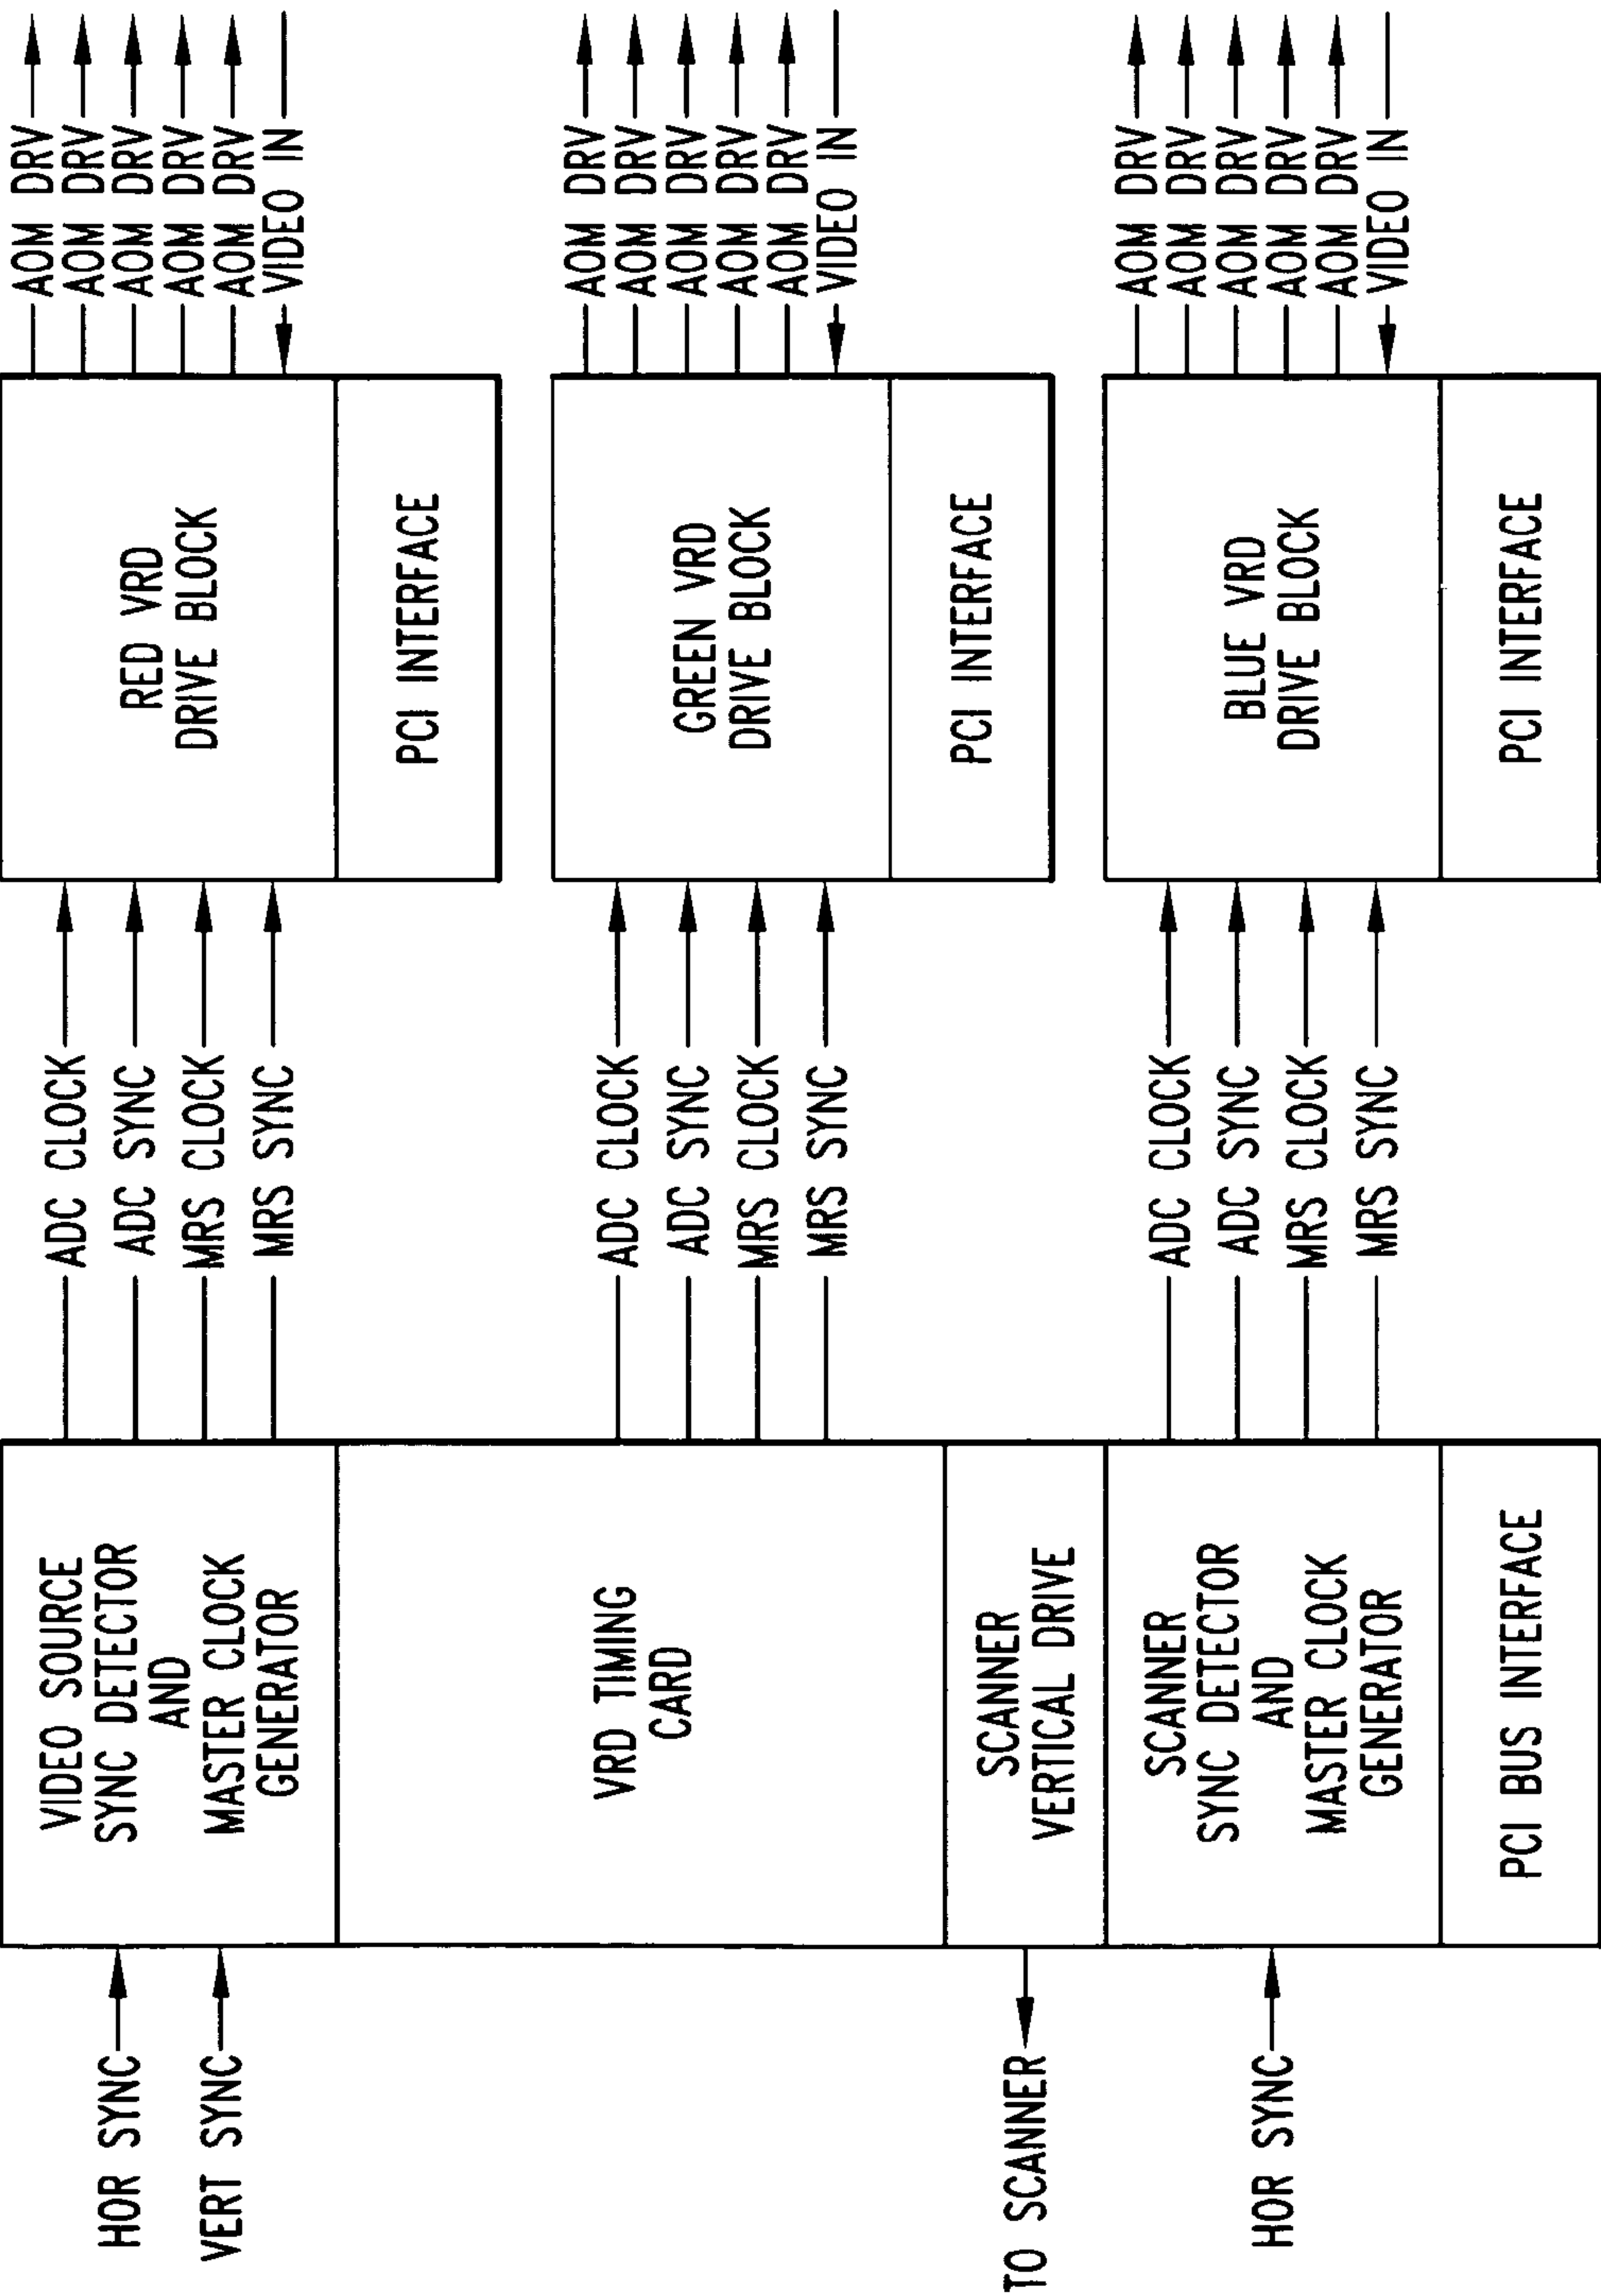 HOR SYNC
VERT SYNC
TO SCANNER
HOR SYNC
VIDEO SOURCE
SYNC DETECTOR
AND
MASTER CLOCK
GENERATOR
VRD TIMING
CARD
SCANNER
VERTICAL DRIVE
SCANNER
SYNC DETECTOR
AND
MASTER CLOCK
GENERATOR
PCI BUS INTERFACE
ADC CLOCK
ADC SYNC
MRS CLOCK
MRS SYNC
ADC CLOCK
ADC SYNC
MRS CLOCK
MRS SYNC
ADC CLOCK
ADC SYNC
MRS CLOCK
MRS SYNC
RED VRD
DRIVE BLOCK
PCI INTERFACE
GREEN VRD
DRIVE BLOCK
PCI INTERFACE
BLUE VRD
DRIVE BLOCK
PCI INTERFACE
AOM DRV
AOM DRV
AOM DRV
AOM DRV
AOM DRV
VIDEO IN
AOM DRV
AOM DRV
AOM DRV
AOM DRV
AOM DRV
VIDEO IN
AOM DRV
AOM DRV
AOM DRV
AOM DRV
AOM DRV
VIDEO IN